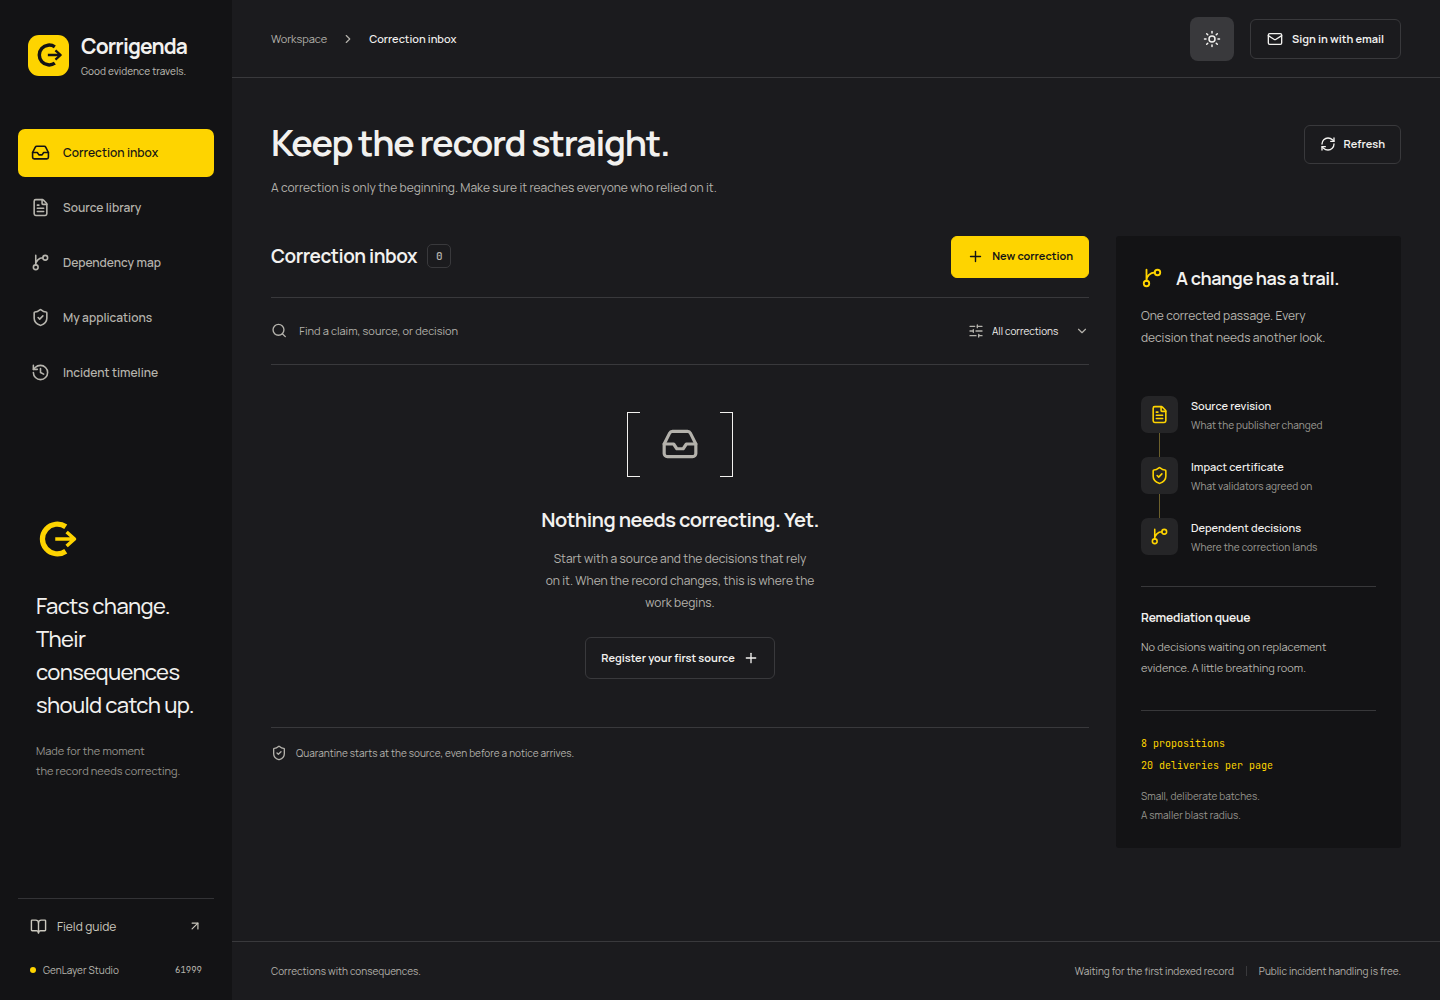 Corrigenda
Good evidence travels.
Correction inbox
Source library
Dependency map
My applications
Incident timeline
Facts change.
Their
consequences
should catch up.
Made for the moment
the record needs correcting.
Field guide
GenLayer Studio 61999
Workspace > Correction inbox
Sign in with email
Keep the record straight.
A correction is only the beginning. Make sure it reaches everyone who relied on it.
Refresh
Correction inbox 0
New correction
Find a claim, source, or decision
All corrections
Nothing needs correcting. Yet.
Start with a source and the decisions that rely
on it. When the record changes, this is where the
work begins.
Register your first source
Quarantine starts at the source, even before a notice arrives.
A change has a trail.
One corrected passage. Every
decision that needs another look.
Source revision
What the publisher changed
Impact certificate
What validators agreed on
Dependent decisions
Where the correction lands
Remediation queue
No decisions waiting on replacement
evidence. A little breathing room.
8 propositions
20 deliveries per page
Small, deliberate batches.
A smaller blast radius.
Corrections with consequences.
Waiting for the first indexed record
Public incident handling is free.